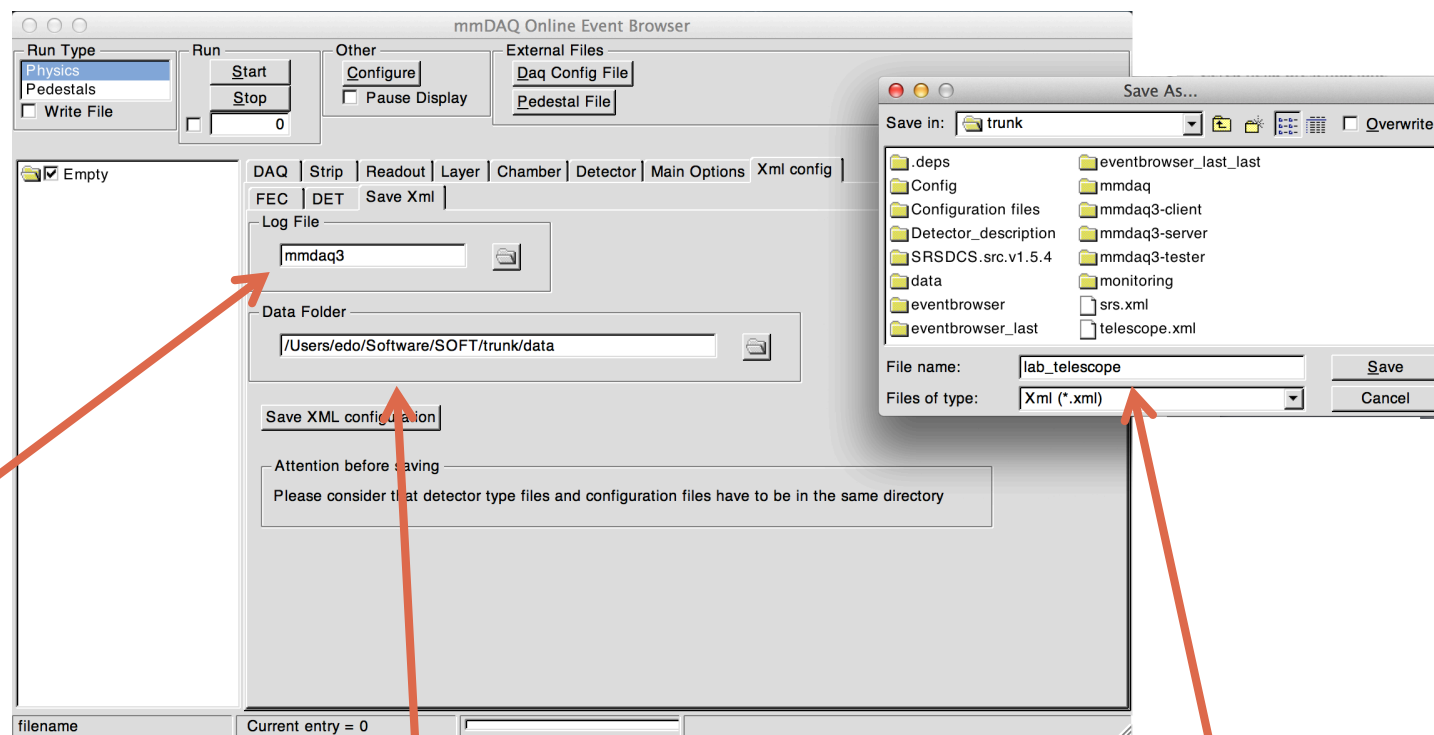 mmDAQ Online Event Browser
Run Type
Physics
Pedestals
Write File
Run
Start
Stop
0
Other
Configure
Pause Display
External Files
Daq Config File
Pedestal File
Empty
DAQ Strip Readout Layer Chamber Detector Main Options Xml config
FEC DET Save Xml
Log File
mmdaq3
Data Folder
/Users/edo/Software/SOFT/trunk/data
Save XML configuration
Attention before saving
Please consider that detector type files and configuration files have to be in the same directory
filename
Current entry = 0
Save As...
Save in: trunk Overwrite
.deps
Config
Configuration files
Detector_description
SRSDCS.src.v1.5.4
data
eventbrowser
eventbrowser_last
eventbrowser_last_last
mmdaq
mmdaq3-client
mmdaq3-server
mmdaq3-tester
monitoring
srs.xml
telescope.xml
File name: lab_telescope Save
Files of type: Xml (*.xml) Cancel